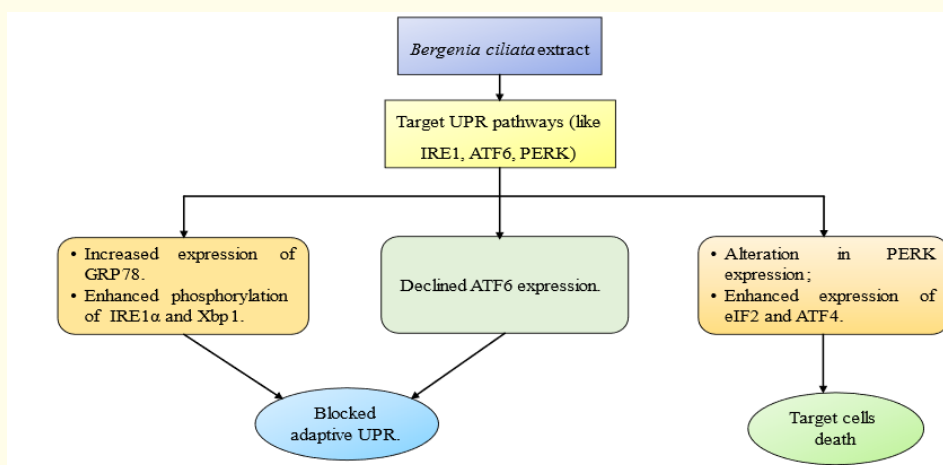 Bergenia ciliata extract
Target UPR pathways (like
IRE1, ATF6, PERK)
• Increased expression of
GRP78.
• Enhanced phosphorylation
of IRE1α and Xbp1.
Declined ATF6 expression.
• Alteration in PERK
expression;
• Enhanced expression of
eIF2 and ATF4.
Blocked
adaptive UPR.
Target cells
death